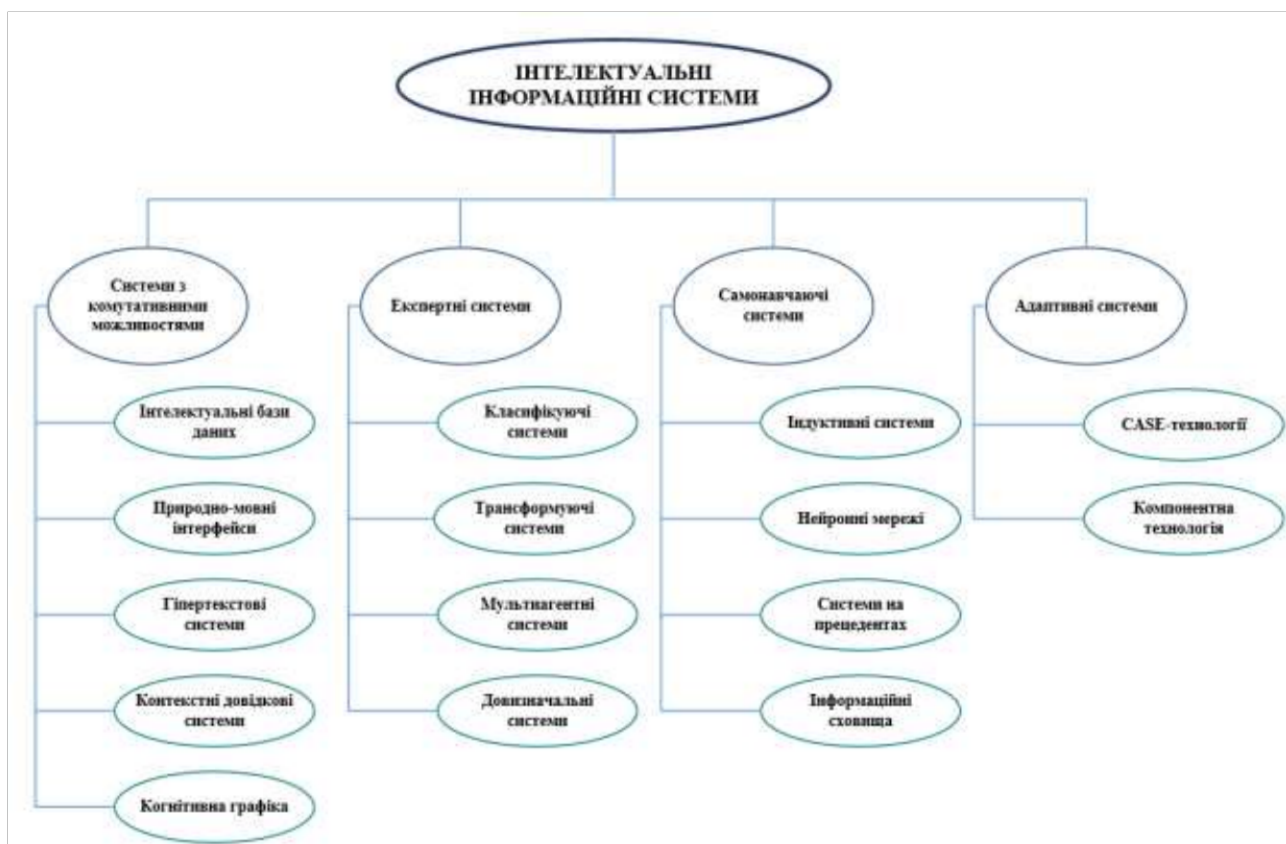 ІНТЕЛЕКТУАЛЬНІ
ІНФОРМАЦІЙНІ СИСТЕМИ
Системи з
комутативними
можливостями
Інтелектуальні бази
даних
Природно-мовні
інтерфейси
Гіпертекстові
системи
Контекстні довідкові
системи
Когнітивна графіка
Експертні системи
Класифікуючі
системи
Трансформуючі
системи
Мультиагентні
системи
Довизначальні
системи
Самонавчаючі
системи
Індуктивні системи
Нейронні мережі
Системи на
прецедентах
Інформаційні
сховища
Адаптивні системи
CASE-технології
Компонентна
технологія